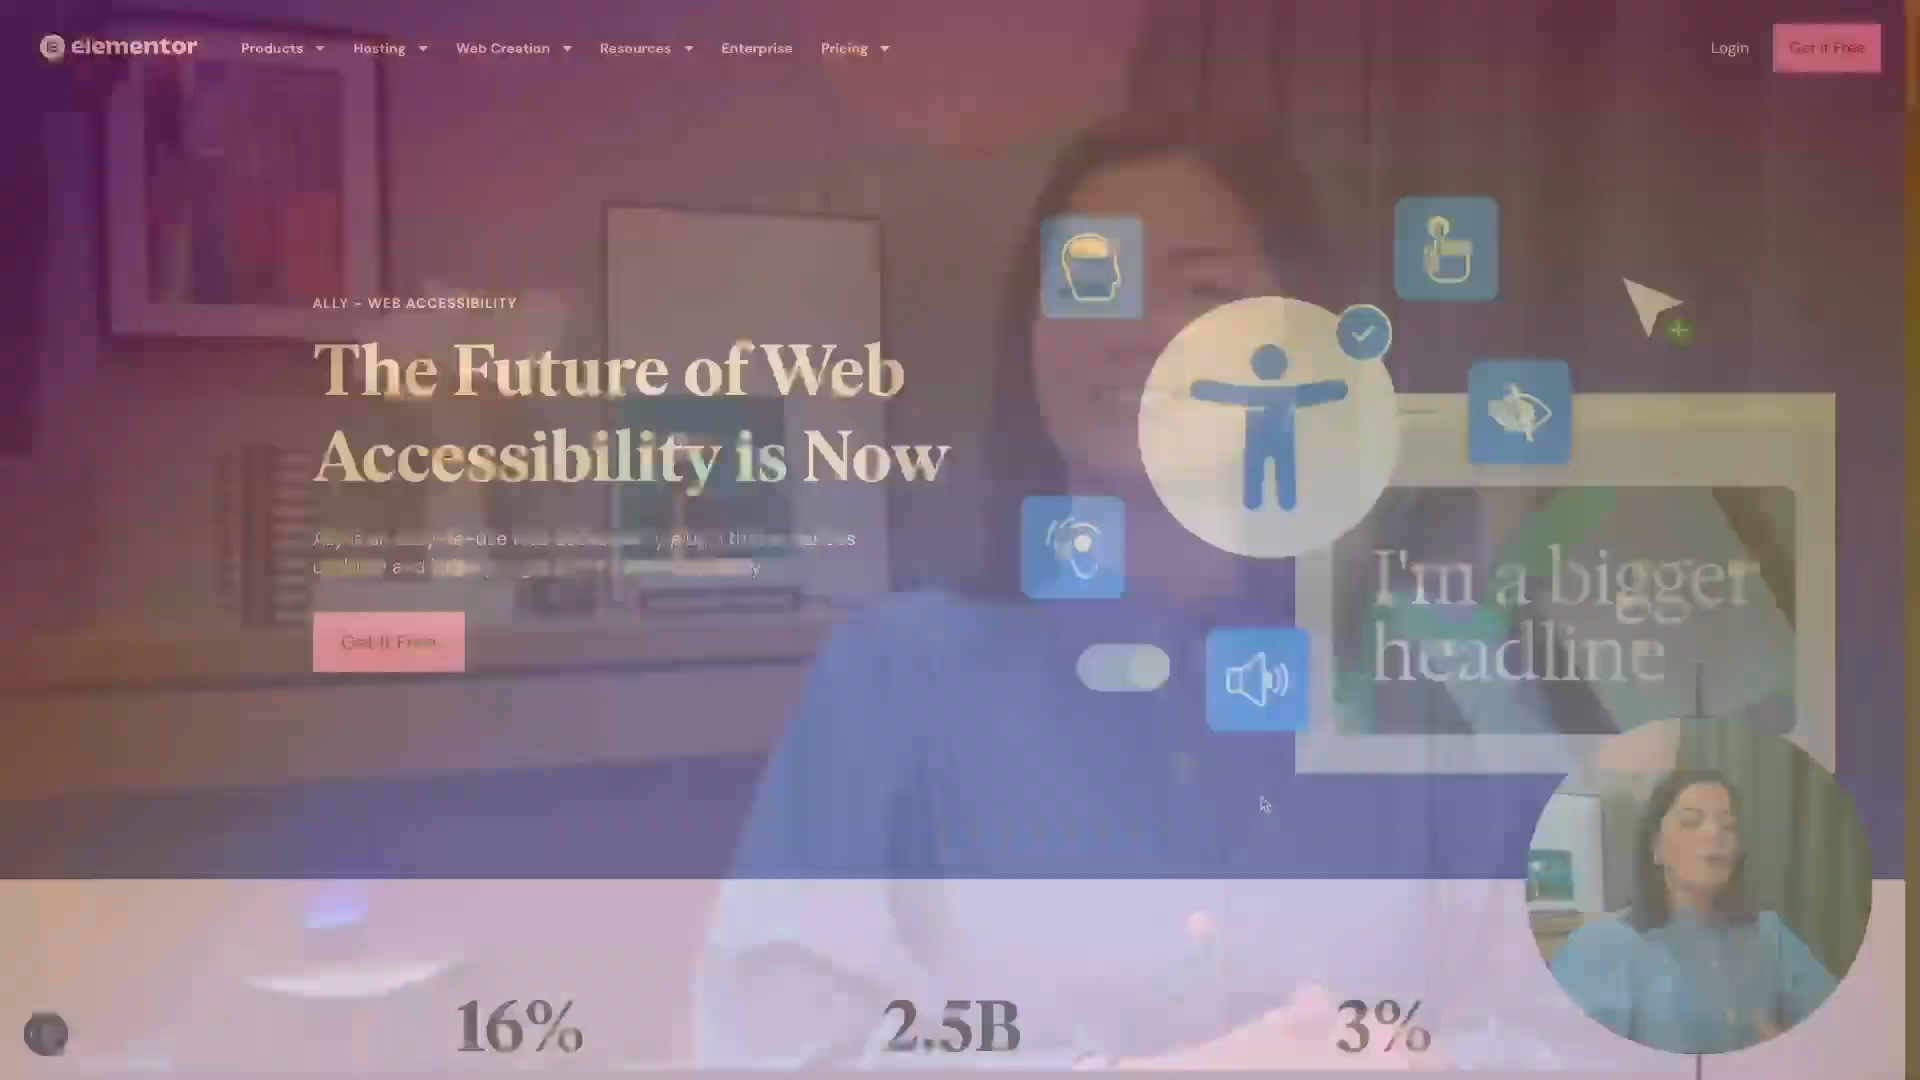 elementor
Products
Hosting
Web Creation
Resources
Enterprise
Pricing
Login
Get It Free
ALLY - WEB ACCESSIBILITY
The Future of Web
Accessibility is Now
Get It Free
I'm a bigger
headline
16%
2.5B
3%